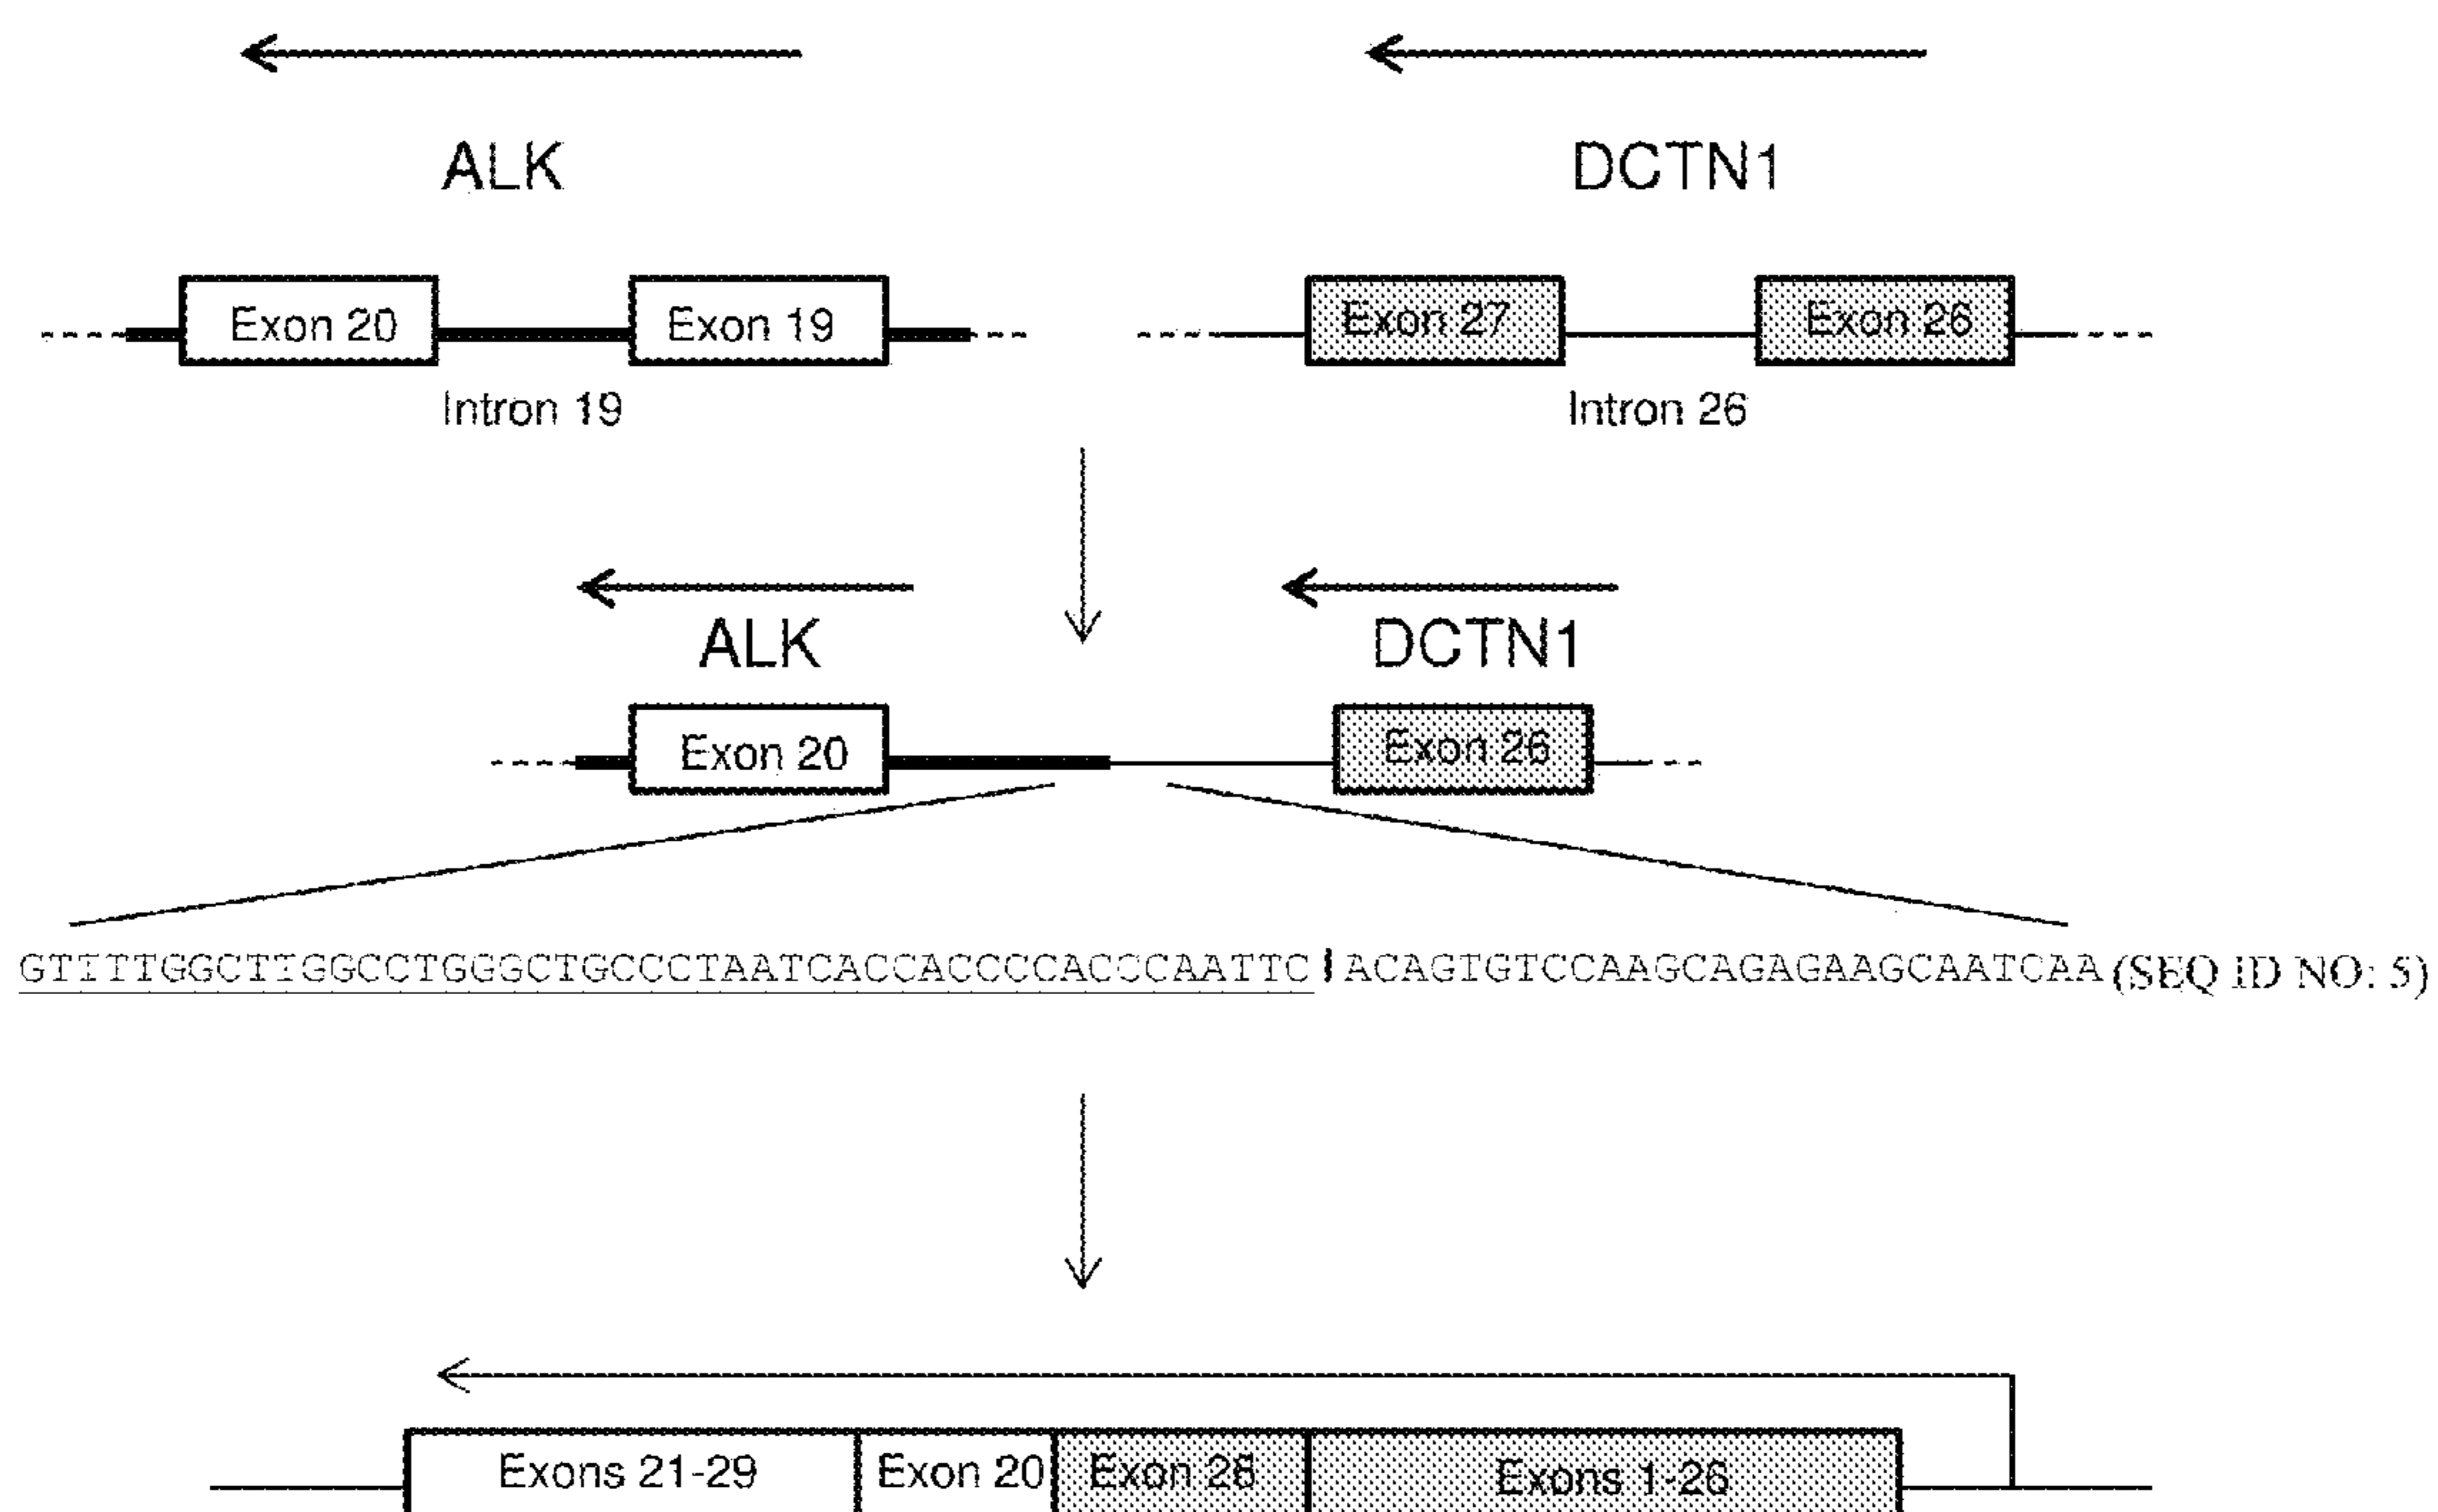 ALK DCTN1
Exon 20 Exon 19 Exon 27 Exon 26
Intron 19 Intron 26
ALK DCTN1
Exon 20 Exon 26
GTTTTGGCTTGGCCTGGGCTGCCCTAATCACCACCCCACCCAATTC | ACAGTGTCCAAGCAGAGAAGCAATCAA (SEQ ID NO: 5)
Exons 21-29 Exon 20 Exon 26 Exons 1-26